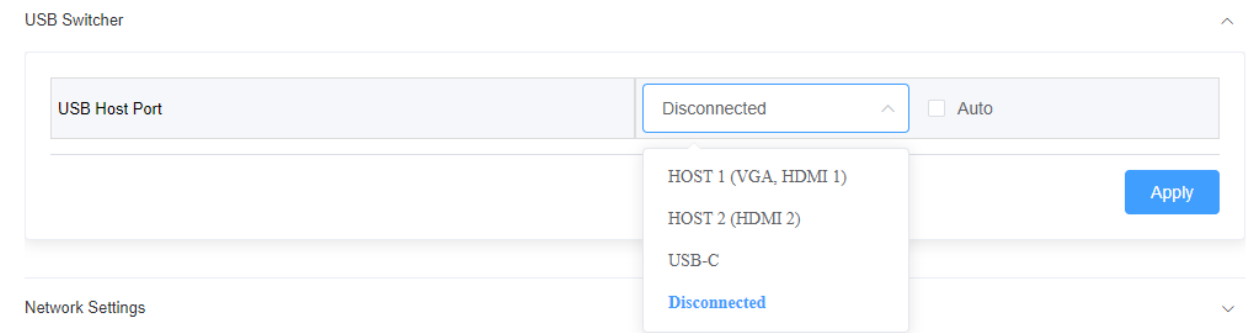 USB Switcher
USB Host Port
Disconnected
Auto
HOST 1 (VGA, HDMI 1)
HOST 2 (HDMI 2)
USB-C
Disconnected
Apply
Network Settings